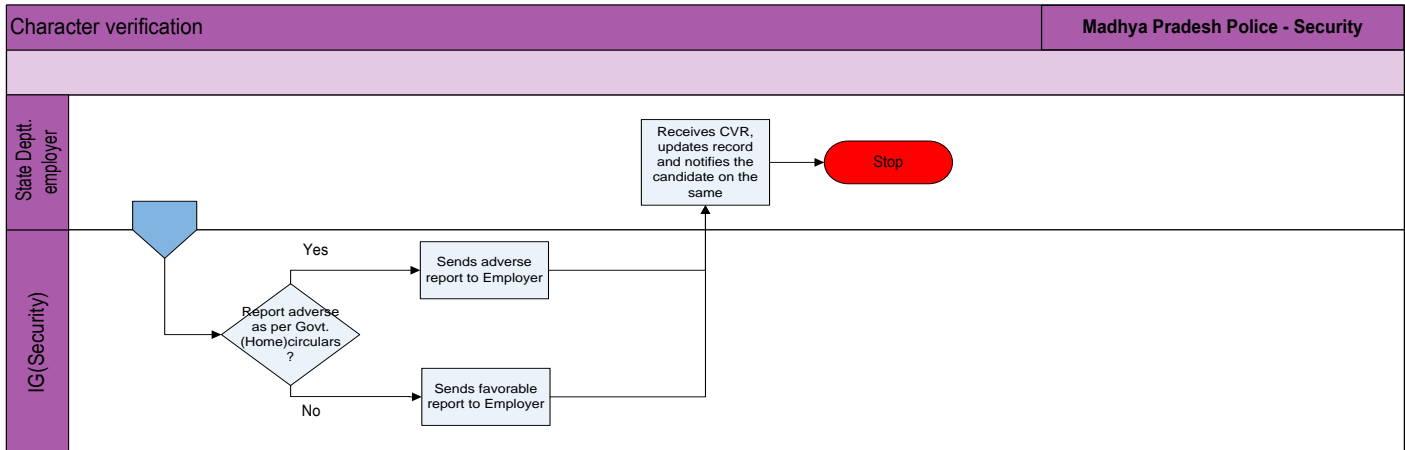 Character verification
Madhya Pradesh Police - Security
State Deptt.
employer
Receives CVR,
updates record
and notifies the
candidate on the
same
Stop
IG(Security)
Yes
Sends adverse
report to Employer
Report adverse
as per Govt.
(Home)circulars
?
Sends favorable
report to Employer
No